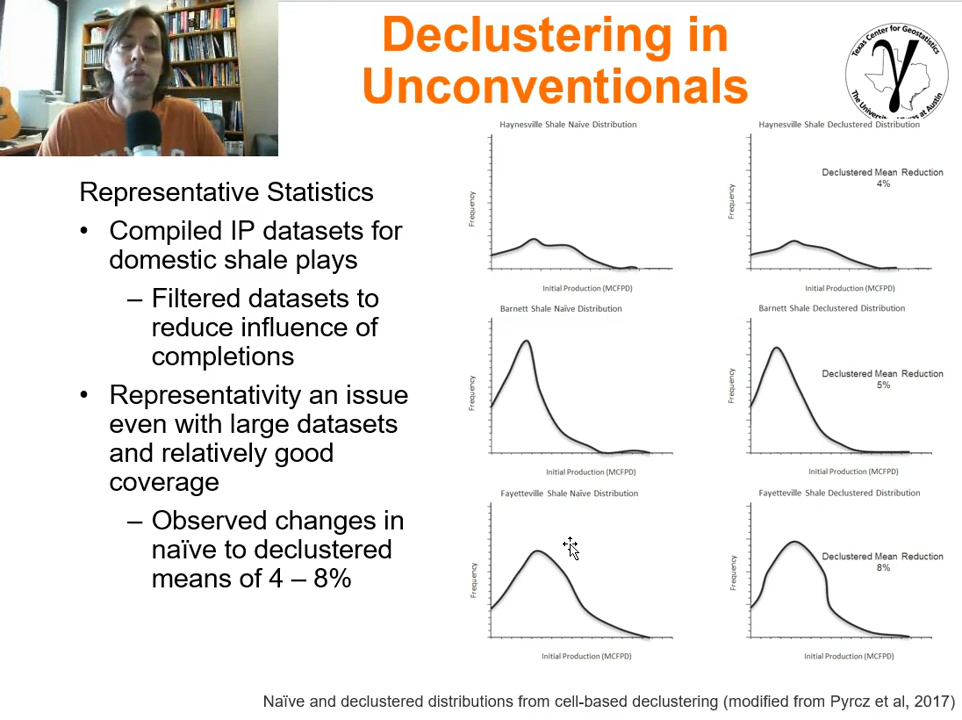 Declustering in
Unconventionals
Texas Center for Geostatistics
γ
Representative Statistics
• Compiled IP datasets for
domestic shale plays
– Filtered datasets to
reduce influence of
completions
• Representativity an issue
even with large datasets
and relatively good
coverage
– Observed changes in
naïve to declustered
means of 4 – 8%
Haynesville Shale Naïve Distribution
Frequency
Initial Production (MCFPD)
Haynesville Shale Declustered Distribution
Declustered Mean Reduction
4%
Frequency
Initial Production (MCFPD)
Barnett Shale Naïve Distribution
Frequency
Initial Production (MCFPD)
Barnett Shale Declustered Distribution
Declustered Mean Reduction
5%
Frequency
Initial Production (MCFPD)
Fayetteville Shale Naïve Distribution
Frequency
Initial Production (MCFPD)
Fayetteville Shale Declustered Distribution
Declustered Mean Reduction
8%
Frequency
Initial Production (MCFPD)
Naïve and declustered distributions from cell-based declustering (modified from Pyrcz et al, 2017)